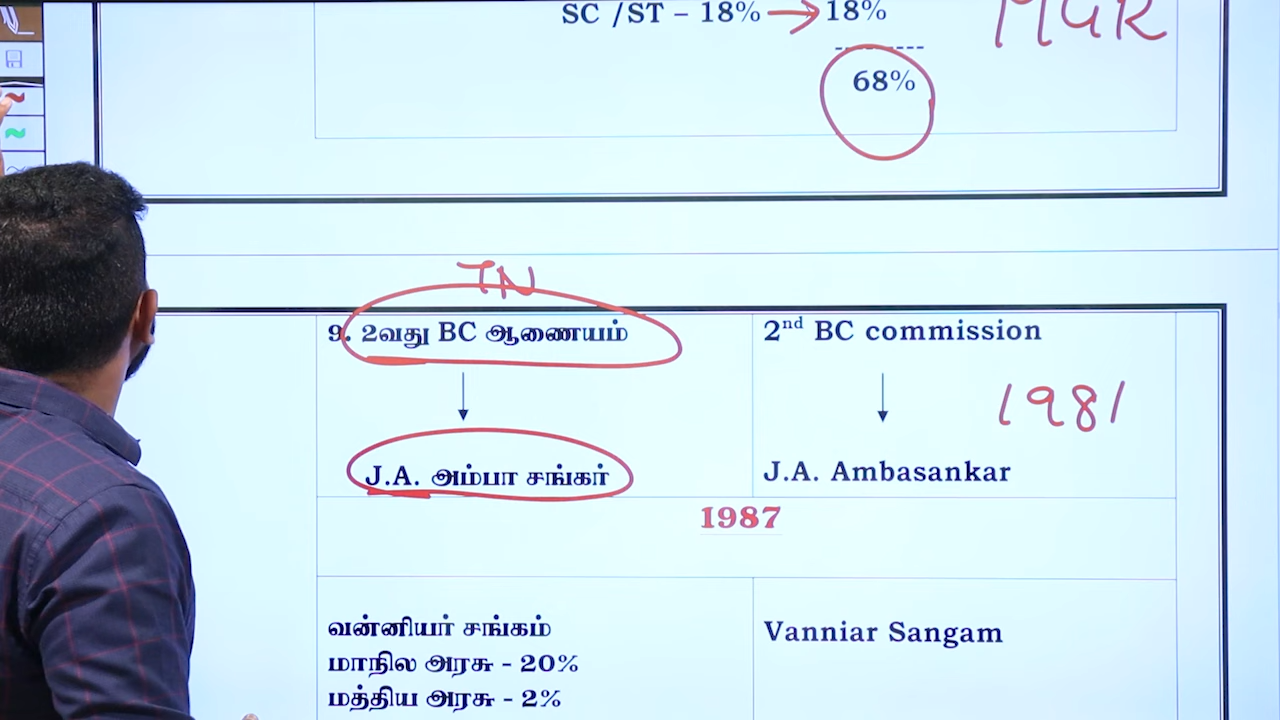 SC /ST – 18% → 18%
MGR
----------
68%
TN
9. 2வது BC ஆணையம்
2nd BC commission
1981
J.A. அம்பா சங்கர்
J.A. Ambasankar
1987
வன்னியர் சங்கம்
Vanniar Sangam
மாநில அரசு - 20%
மத்திய அரசு - 2%